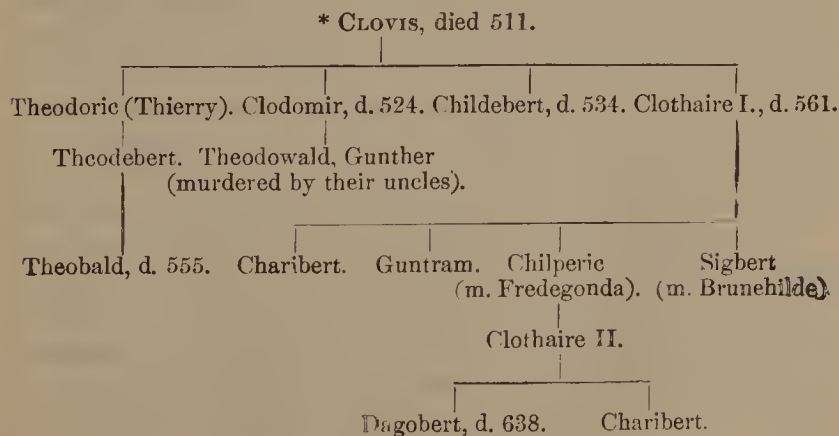 * CLOVIS, died 511.
Theodoric (Thierry). Clodomir, d. 524. Childebert, d. 534. Clothaire I., d. 561.
Theodebert. Theodowald, Gunther
(murdered by their uncles).
Theobald, d. 555. Charibert. Guntram. Chilperic Sigbert
(m. Fredegonda). (m. Brunehilde)
Clothaire II.
Dagobert, d. 638. Charibert.